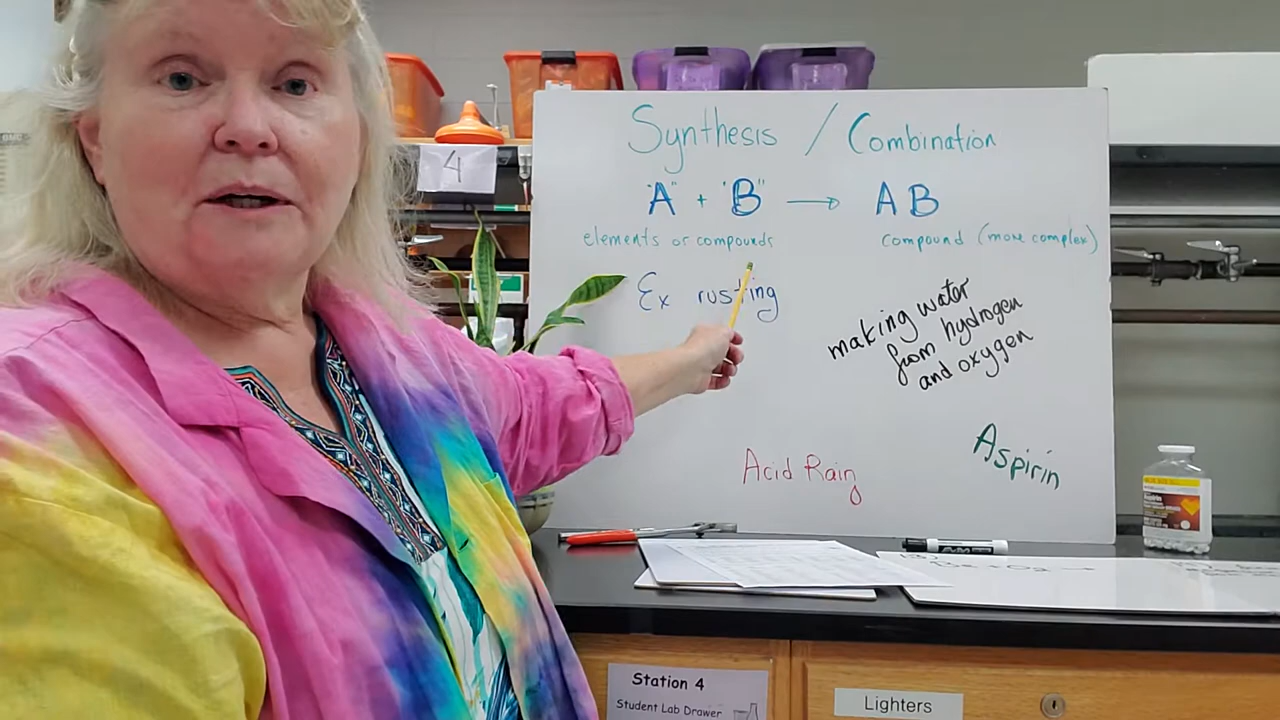 Synthesis / Combination
4
"A" + "B" → AB
elements or compounds
compound (more complex)
Ex rusting
making water
from hydrogen
and oxygen
Acid Rain
Aspirin
Aspirin
Station 4
Student Lab Drawer
Lighters